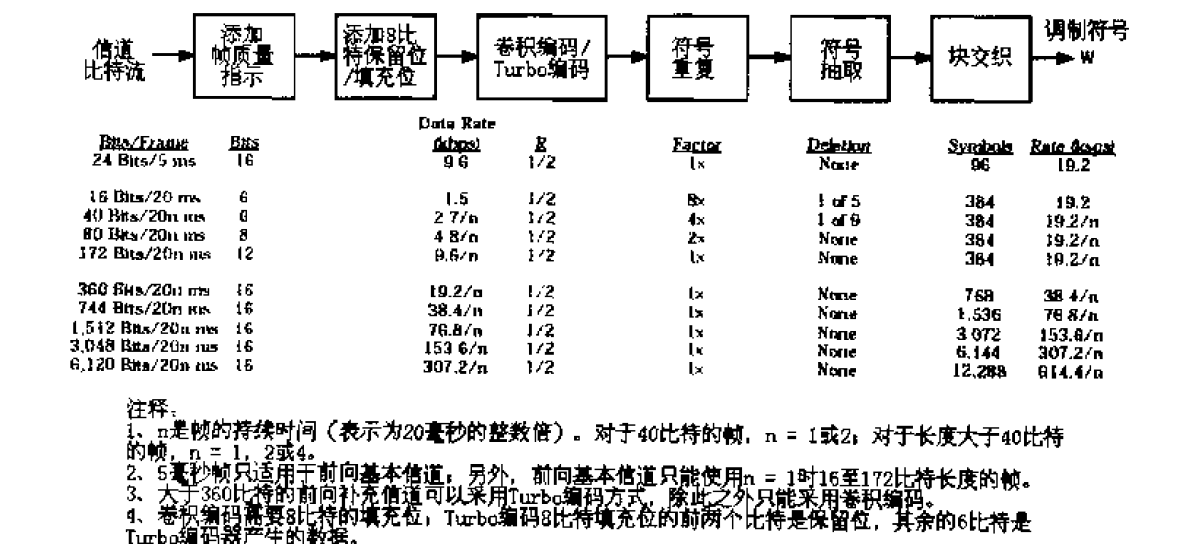 信道
比特流
添加
帧质量
指示
添加8比
特保留位
/填充位
卷积编码/
Turbo编码
符号
重复
符号
抽取
块交织
调制符号
W
Data Rate
Bits/Frame Bits (kbps) R Factor Deletion Symbols Rate (ksps)
24 Bits/5 ms 16 9.6 1/2 1x None 96 19.2
16 Bits/20 ms 6 1.5 1/2 8x 1 of 5 384 19.2
40 Bits/20n ms 6 2.7/n 1/2 4x 1 of 9 384 19.2/n
80 Bits/20n ms 8 4.8/n 1/2 2x None 384 19.2/n
172 Bits/20n ms 12 9.6/n 1/2 1x None 384 19.2/n
360 Bits/20n ms 16 19.2/n 1/2 1x None 768 38.4/n
744 Bits/20n ms 16 38.4/n 1/2 1x None 1,536 76.8/n
1,512 Bits/20n ms 16 76.8/n 1/2 1x None 3,072 153.6/n
3,048 Bits/20n ms 16 153.6/n 1/2 1x None 6,144 307.2/n
6,120 Bits/20n ms 16 307.2/n 1/2 1x None 12,288 614.4/n
注释：
1、n是帧的持续时间（表示为20毫秒的整数倍）。对于40比特的帧，n = 1或2；对于长度大于40比特
的帧，n = 1，2或4。
2、5毫秒帧只适用于前向基本信道；另外，前向基本信道只能使用n = 1时16至172比特长度的帧。
3、大于360比特的前向补充信道可以采用Turbo编码方式，除此之外只能采用卷积编码。
4、卷积编码需要8比特的填充位；Turbo编码8比特填充位的前两个比特是保留位，其余的6比特是
Turbo编码器产生的数据。